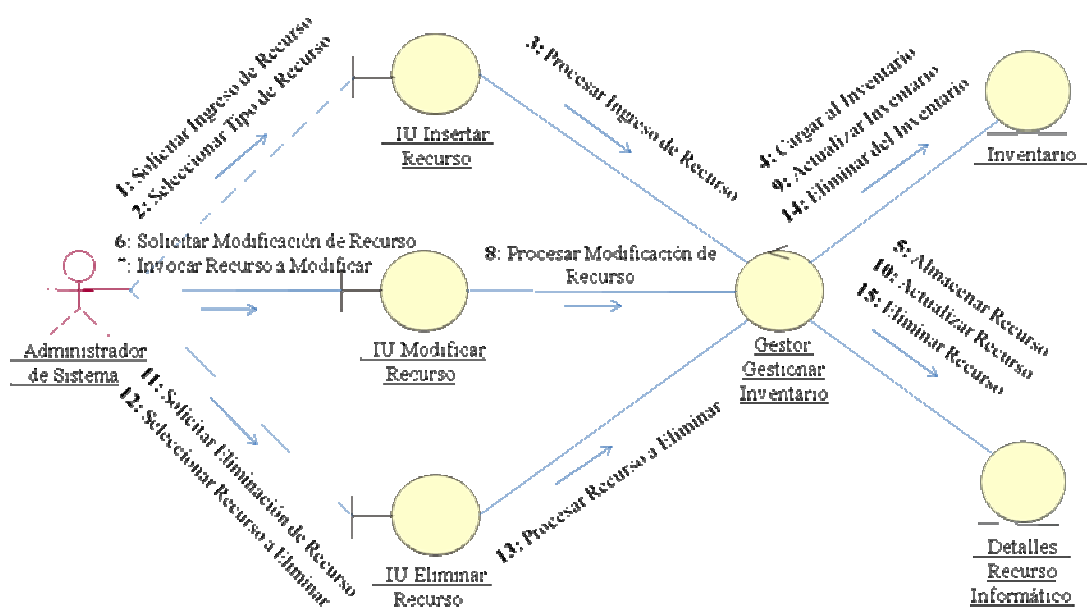 1: Solicitar Ingreso de Recurso
2: Seleccionar Tipo de Recurso
IU Insertar
Recurso
3: Procesar Ingreso de Recurso
4: Cargar al Inventario
9: Actualizar Inventario
14: Eliminar del Inventario
Inventario
6: Solicitar Modificación de Recurso
7: Invocar Recurso a Modificar
Administrador
de Sistema
IU Modificar
Recurso
8: Procesar Modificación de
Recurso
Gestor
Gestionar
Inventario
5: Almacenar Recurso
10: Actualizar Recurso
15: Eliminar Recurso
11: Solicitar Eliminación de Recurso
12: Seleccionar Recurso a Eliminar
IU Eliminar
Recurso
13: Procesar Recurso a Eliminar
Detalles
Recurso
Informático